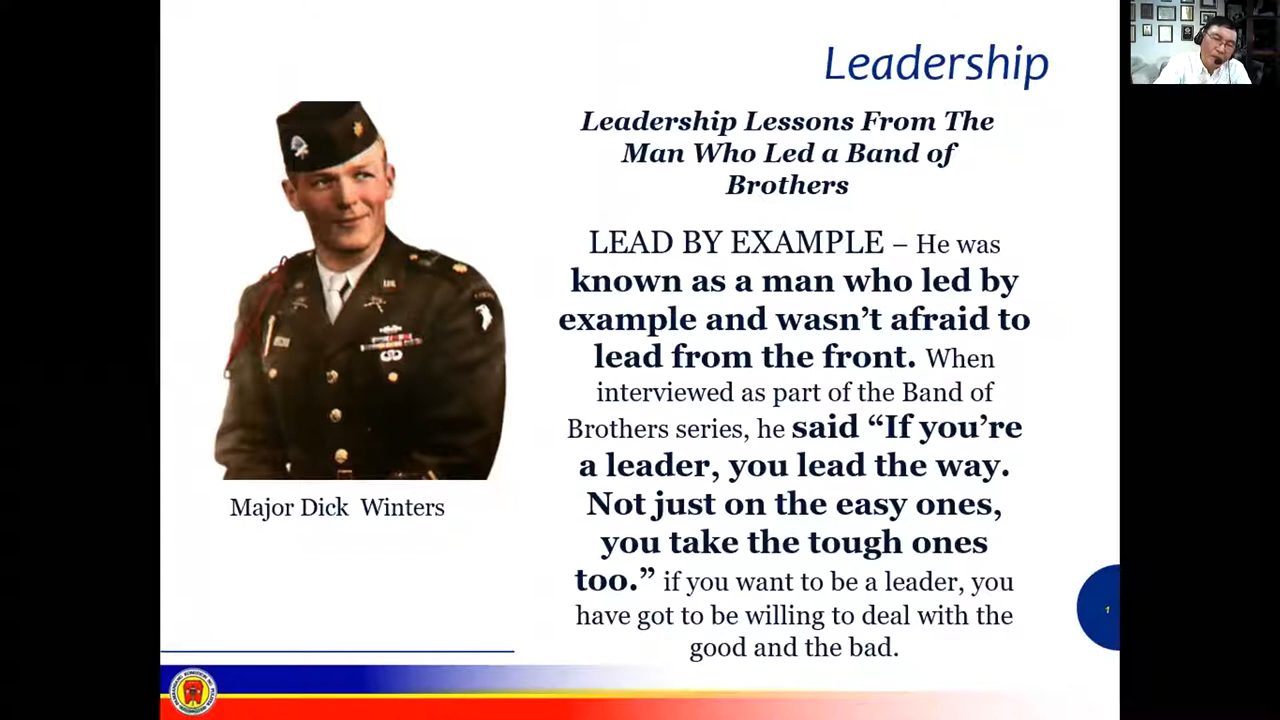 Leadership
Leadership Lessons From The
Man Who Led a Band of
Brothers
LEAD BY EXAMPLE – He was
known as a man who led by
example and wasn’t afraid to
lead from the front. When
interviewed as part of the Band of
Brothers series, he said “If you’re
a leader, you lead the way.
Not just on the easy ones,
you take the tough ones
too.” if you want to be a leader, you
have got to be willing to deal with the
good and the bad.
Major Dick Winters
1